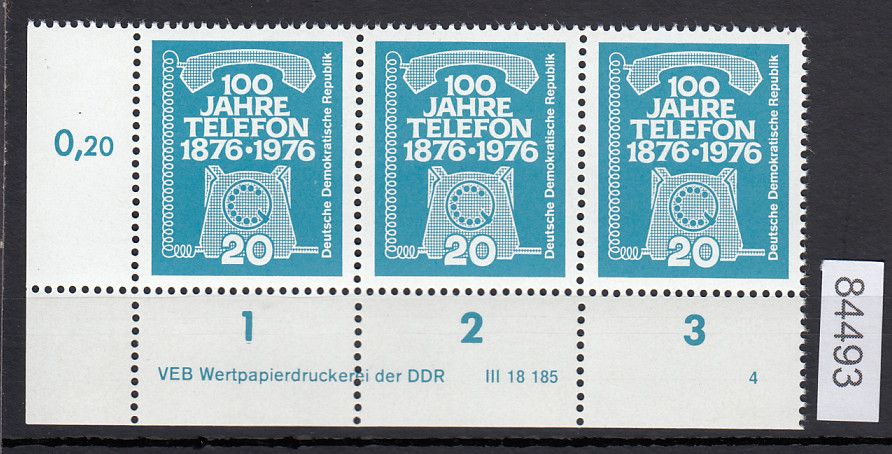 100
JAHRE
TELEFON
1876•1976
20
Deutsche Demokratische Republik
100
JAHRE
TELEFON
1876•1976
20
Deutsche Demokratische Republik
100
JAHRE
TELEFON
1876•1976
20
Deutsche Demokratische Republik
0,20
1 2 3
VEB Wertpapierdruckerei der DDR III 18 185 4
84493